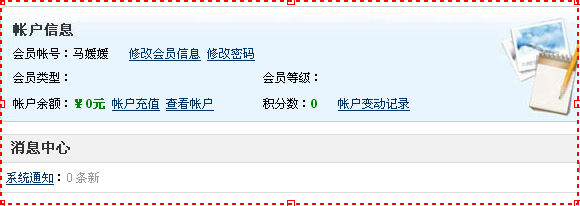 帐户信息
会员帐号：马媛媛 修改会员信息 修改密码
会员类型： 会员等级：
帐户余额：￥0元 帐户充值 查看帐户 积分数：0 帐户变动记录
消息中心
系统通知：0 条新